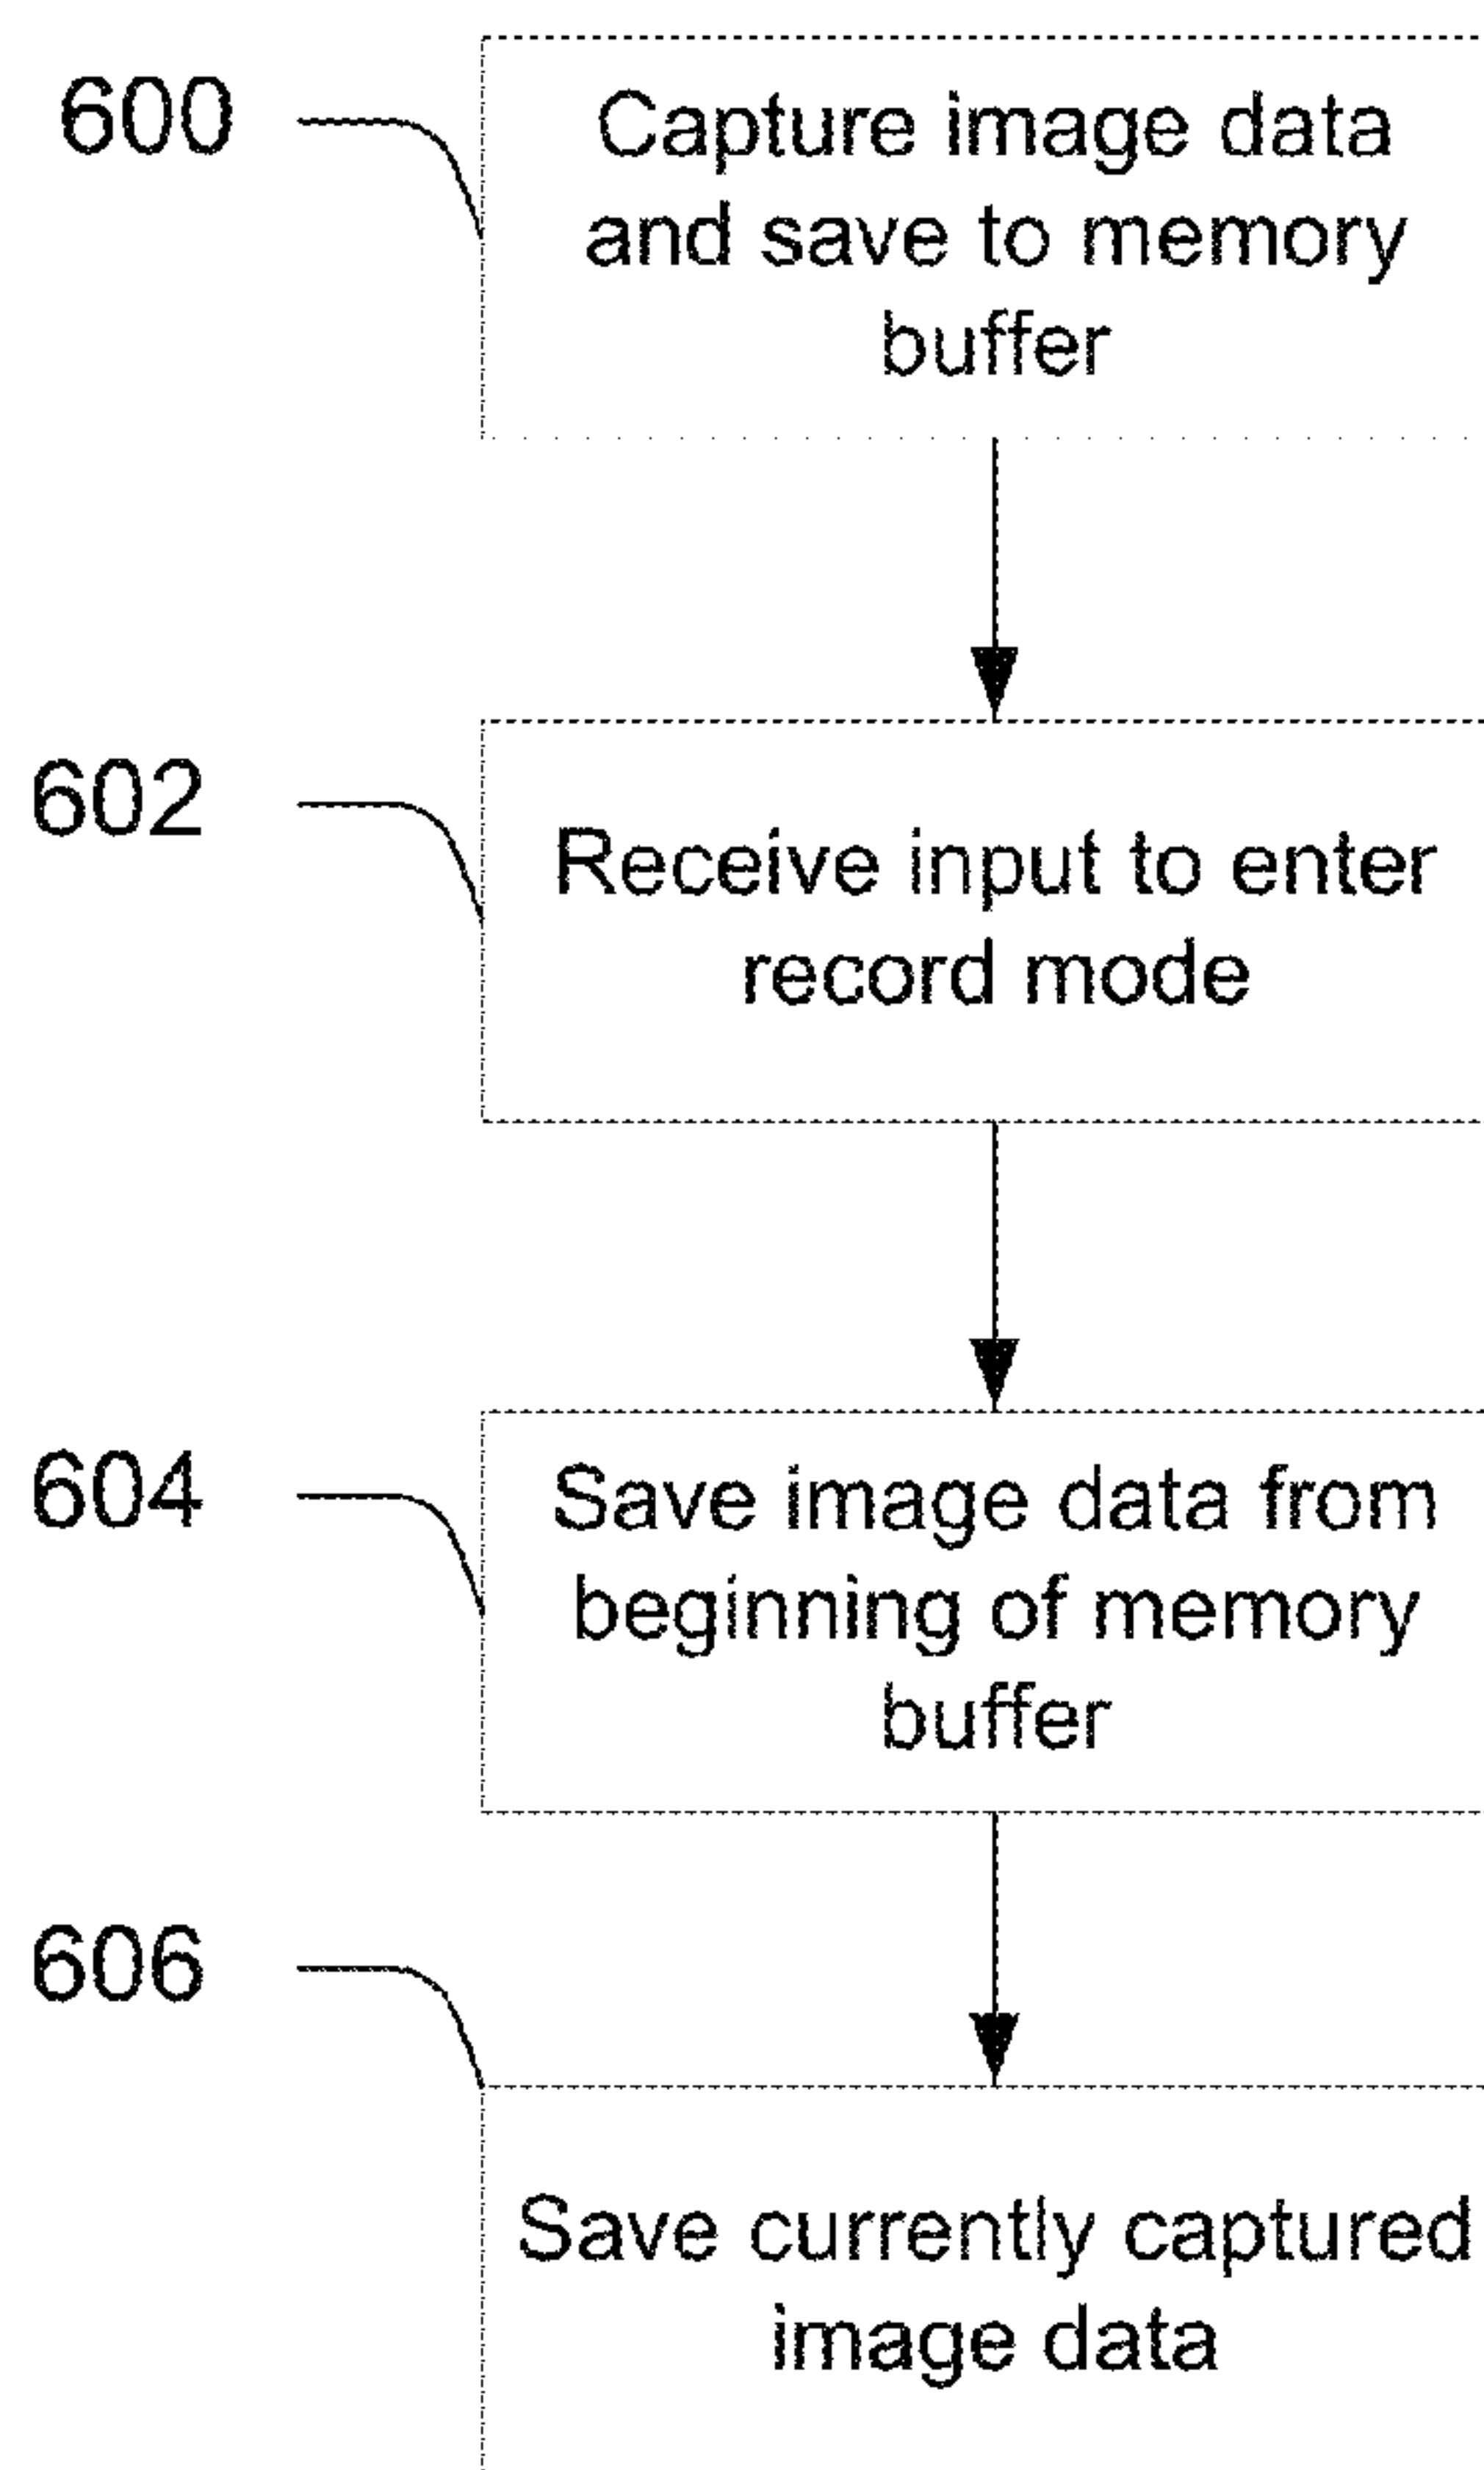 600
Capture image data
and save to memory
buffer
602
Receive input to enter
record mode
604
Save image data from
beginning of memory
buffer
606
Save currently captured
image data